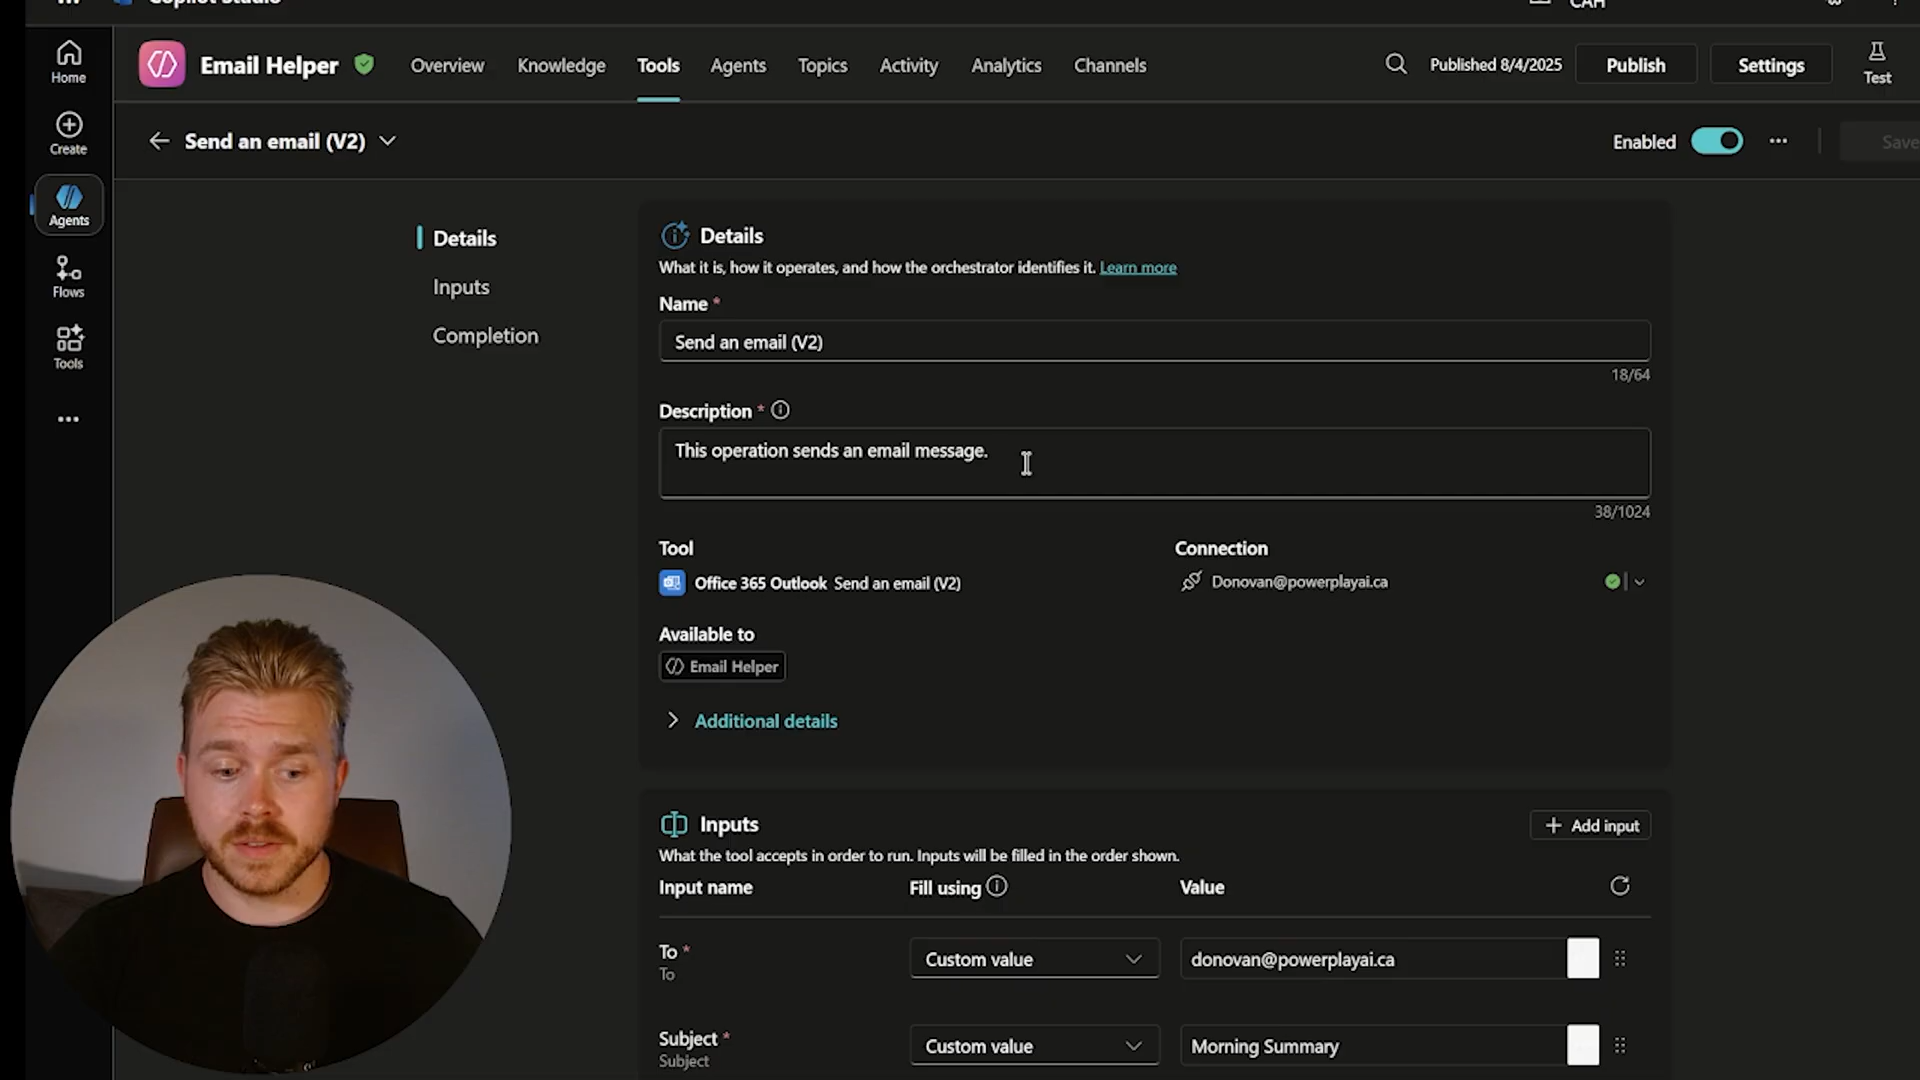 Copilot Studio
CAH
Home
Create
Agents
Flows
Tools
Email Helper
Overview
Knowledge
Tools
Agents
Topics
Activity
Analytics
Channels
Published 8/4/2025
Publish
Settings
Test
Send an email (V2)
Enabled
Save
Details
Inputs
Completion
Details
What it is, how it operates, and how the orchestrator identifies it. Learn more
Name *
Send an email (V2)
18/64
Description *
This operation sends an email message.
38/1024
Tool
Connection
Office 365 Outlook Send an email (V2)
Donovan@powerplayai.ca
Available to
Email Helper
Additional details
Inputs
Add input
What the tool accepts in order to run. Inputs will be filled in the order shown.
Input name
Fill using
Value
To *
To
Custom value
donovan@powerplayai.ca
Subject *
Subject
Custom value
Morning Summary